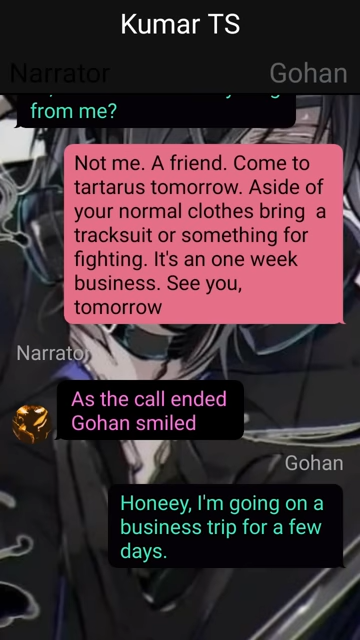 Kumar TS
Narrator
Gohan
from me?
Not me. A friend. Come to
tartarus tomorrow. Aside of
your normal clothes bring a
tracksuit or something for
fighting. It's an one week
business. See you,
tomorrow
Narrator
As the call ended
Gohan smiled
Gohan
Honeey, I'm going on a
business trip for a few
days.